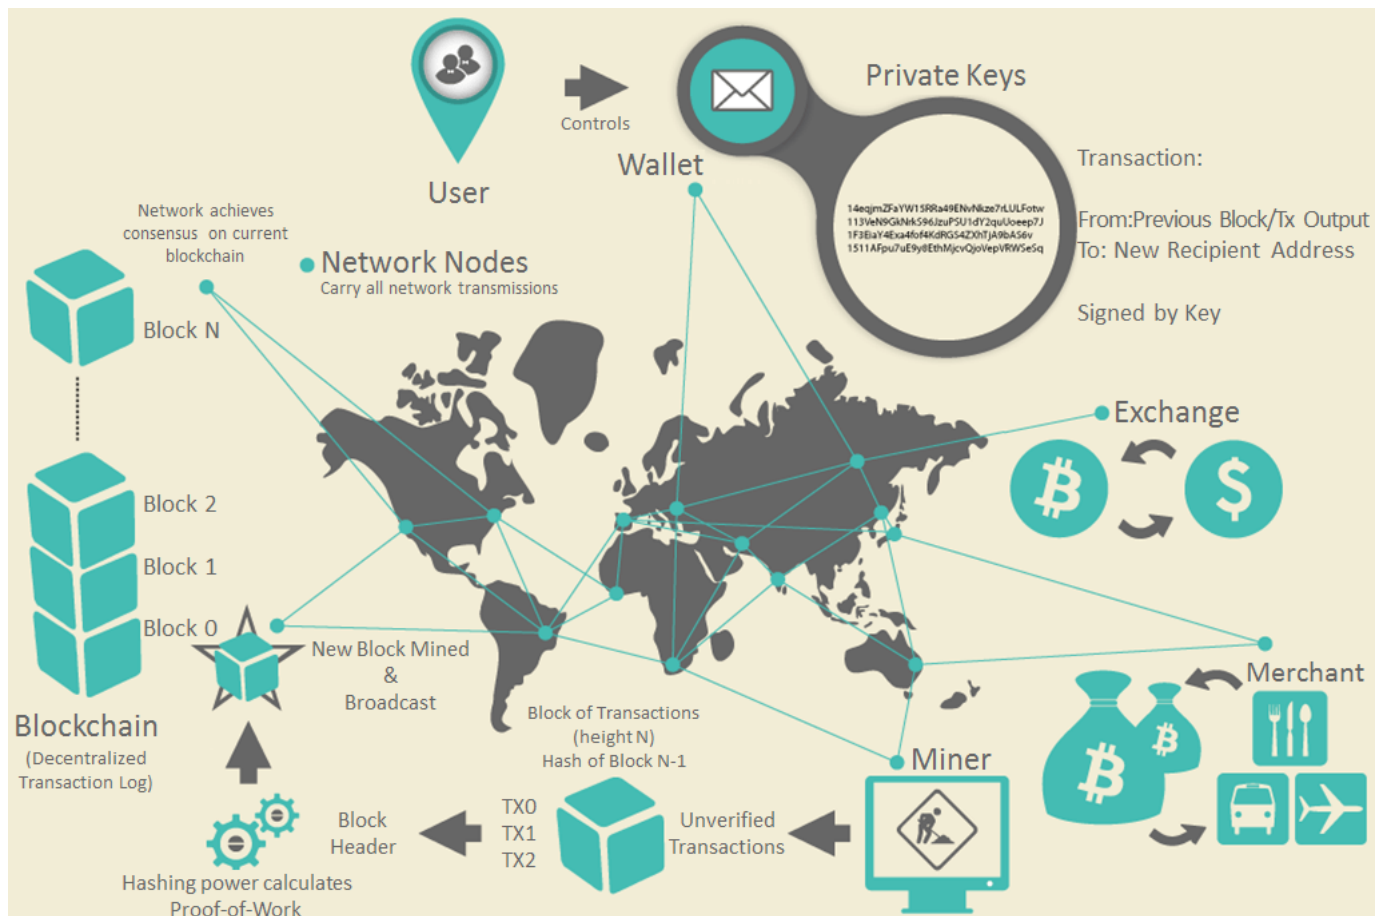 Private Keys
Controls
Wallet
User
Transaction:
From:Previous Block/Tx Output
To: New Recipient Address
Signed by Key
14eqjmZFaYW15RRa49ENvNkze7rLULFotw
113VeN9GkNrkS96JzuPSU1dY2quUoeep7J
1F3EiaY4Exa4fof4KdRGS4ZXhTjA9bAS6v
1511AFpu7uE9y8EthMjcvQjoVepVRWSeSq
Network achieves
consensus on current
blockchain
Network Nodes
Carry all network transmissions
Block N
Exchange
Block 2
Block 1
Block 0
New Block Mined
&
Broadcast
Blockchain
(Decentralized
Transaction Log)
Merchant
Block of Transactions
(height N)
Hash of Block N-1
Miner
TX0
TX1
TX2
Unverified
Transactions
Block
Header
Hashing power calculates
Proof-of-Work